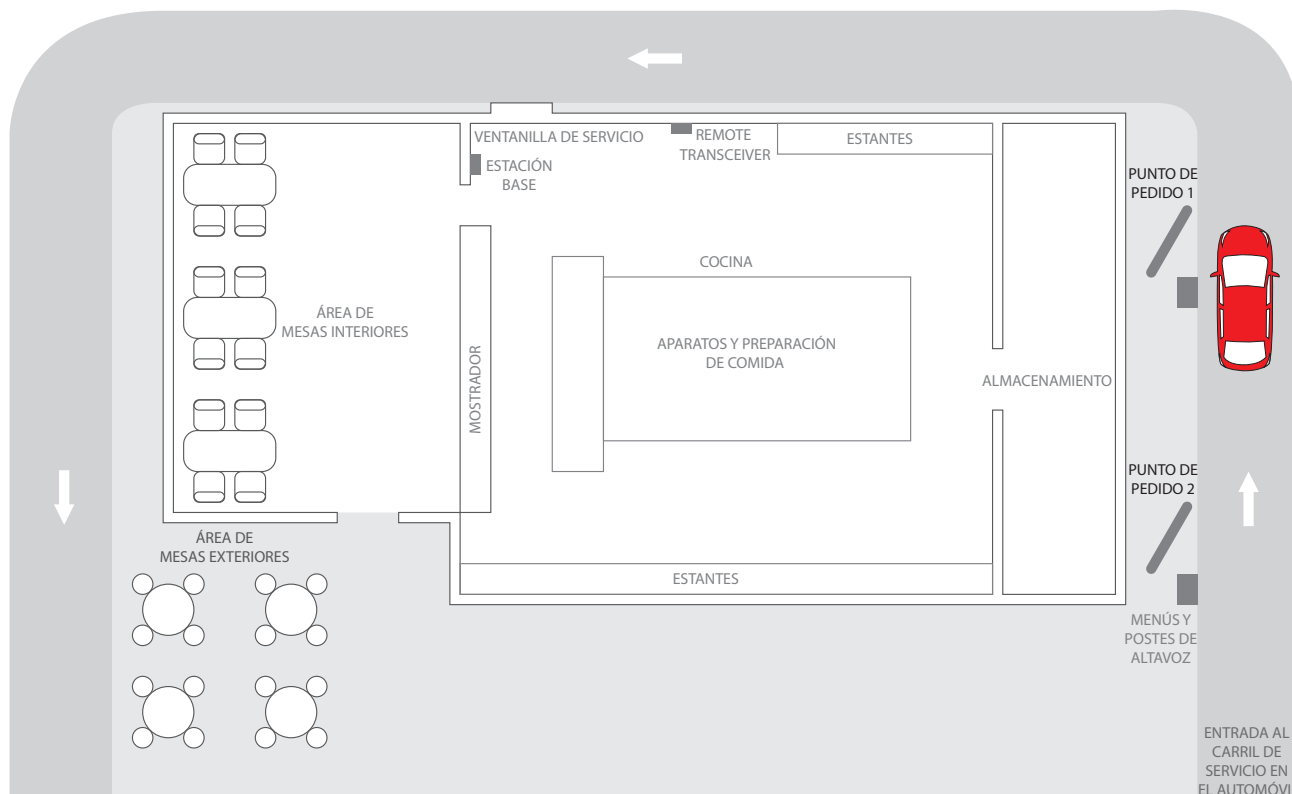 VENTANILLA DE SERVICIO
REMOTE
TRANSCEIVER
ESTANTES
ESTACIÓN
BASE
PUNTO DE
PEDIDO 1
COCINA
ÁREA DE
MESAS INTERIORES
APARATOS Y PREPARACIÓN
DE COMIDA
MOSTRADOR
ALMACENAMIENTO
PUNTO DE
PEDIDO 2
ÁREA DE
MESAS EXTERIORES
ESTANTES
MENÚS Y
POSTES DE
ALTAVOZ
ENTRADA AL
CARRIL DE
SERVICIO EN
EL AUTOMÓVI